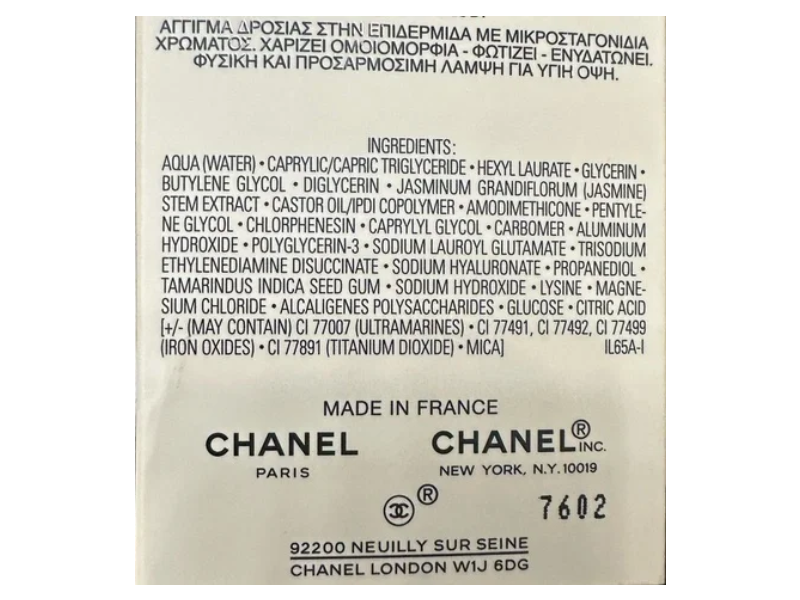 ΑΓΓΙΓΜΑ ΔΡΟΣΙΑΣ ΣΤΗΝ ΕΠΙΔΕΡΜΙΔΑ ΜΕ ΜΙΚΡΟΣΤΑΓΟΝΙΔΙΑ
ΧΡΩΜΑΤΟΣ. ΧΑΡΙΖΕΙ ΟΜΟΙΟΜΟΡΦΙΑ - ΦΩΤΙΖΕΙ - ΕΝΥΔΑΤΩΝΕΙ.
ΦΥΣΙΚΗ ΚΑΙ ΠΡΟΣΑΡΜΟΣΙΜΗ ΛΑΜΨΗ ΓΙΑ ΥΓΙΗ ΟΨΗ.
INGREDIENTS:
AQUA (WATER) • CAPRYLIC/CAPRIC TRIGLYCERIDE • HEXYL LAURATE • GLYCERIN •
BUTYLENE GLYCOL • DIGLYCERIN • JASMINUM GRANDIFLORUM (JASMINE)
STEM EXTRACT • CASTOR OIL/IPDI COPOLYMER • AMODIMETHICONE • PENTYLE-
NE GLYCOL • CHLORPHENESIN • CAPRYLYL GLYCOL • CARBOMER • ALUMINUM
HYDROXIDE • POLYGLYCERIN-3 • SODIUM LAUROYL GLUTAMATE • TRISODIUM
ETHYLENEDIAMINE DISUCCINATE • SODIUM HYALURONATE • PROPANEDIOL •
TAMARINDUS INDICA SEED GUM • SODIUM HYDROXIDE • LYSINE • MAGNE-
SIUM CHLORIDE • ALCALIGENES POLYSACCHARIDES • GLUCOSE • CITRIC ACID
[+/- (MAY CONTAIN) CI 77007 (ULTRAMARINES) • CI 77491, CI 77492, CI 77499
(IRON OXIDES) • CI 77891 (TITANIUM DIOXIDE) • MICA] IL65A-I
MADE IN FRANCE
CHANEL CHANEL® INC.
PARIS NEW YORK, N.Y. 10019
® 7602
92200 NEUILLY SUR SEINE
CHANEL LONDON W1J 6DG